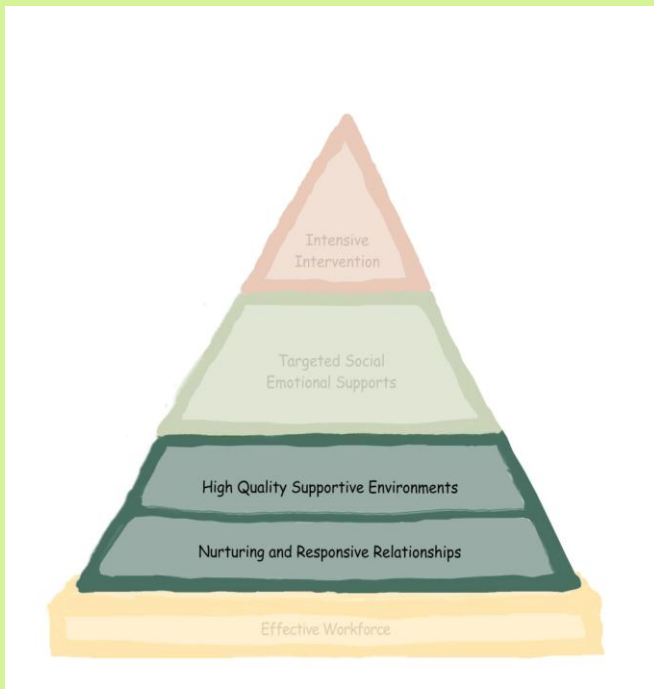 Intensive
Intervention
Targeted Social
Emotional Supports
High Quality Supportive Environments
Nurturing and Responsive Relationships
Effective Workforce